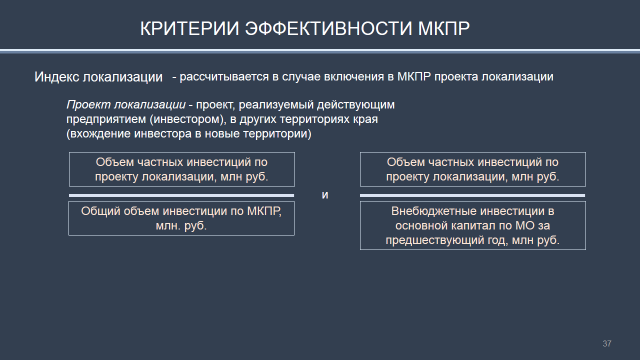 КРИТЕРИИ ЭФФЕКТИВНОСТИ МКПР
Индекс локализации - рассчитывается в случае включения в МКПР проекта локализации
Проект локализации - проект, реализуемый действующим
предприятием (инвестором), в других территориях края
(вхождение инвестора в новые территории)
Объем частных инвестиций по
проекту локализации, млн руб.
Общий объем инвестиции по МКПР,
млн. руб.
и
Объем частных инвестиций по
проекту локализации, млн руб.
Внебюджетные инвестиции в
основной капитал по МО за
предшествующий год, млн руб.
37